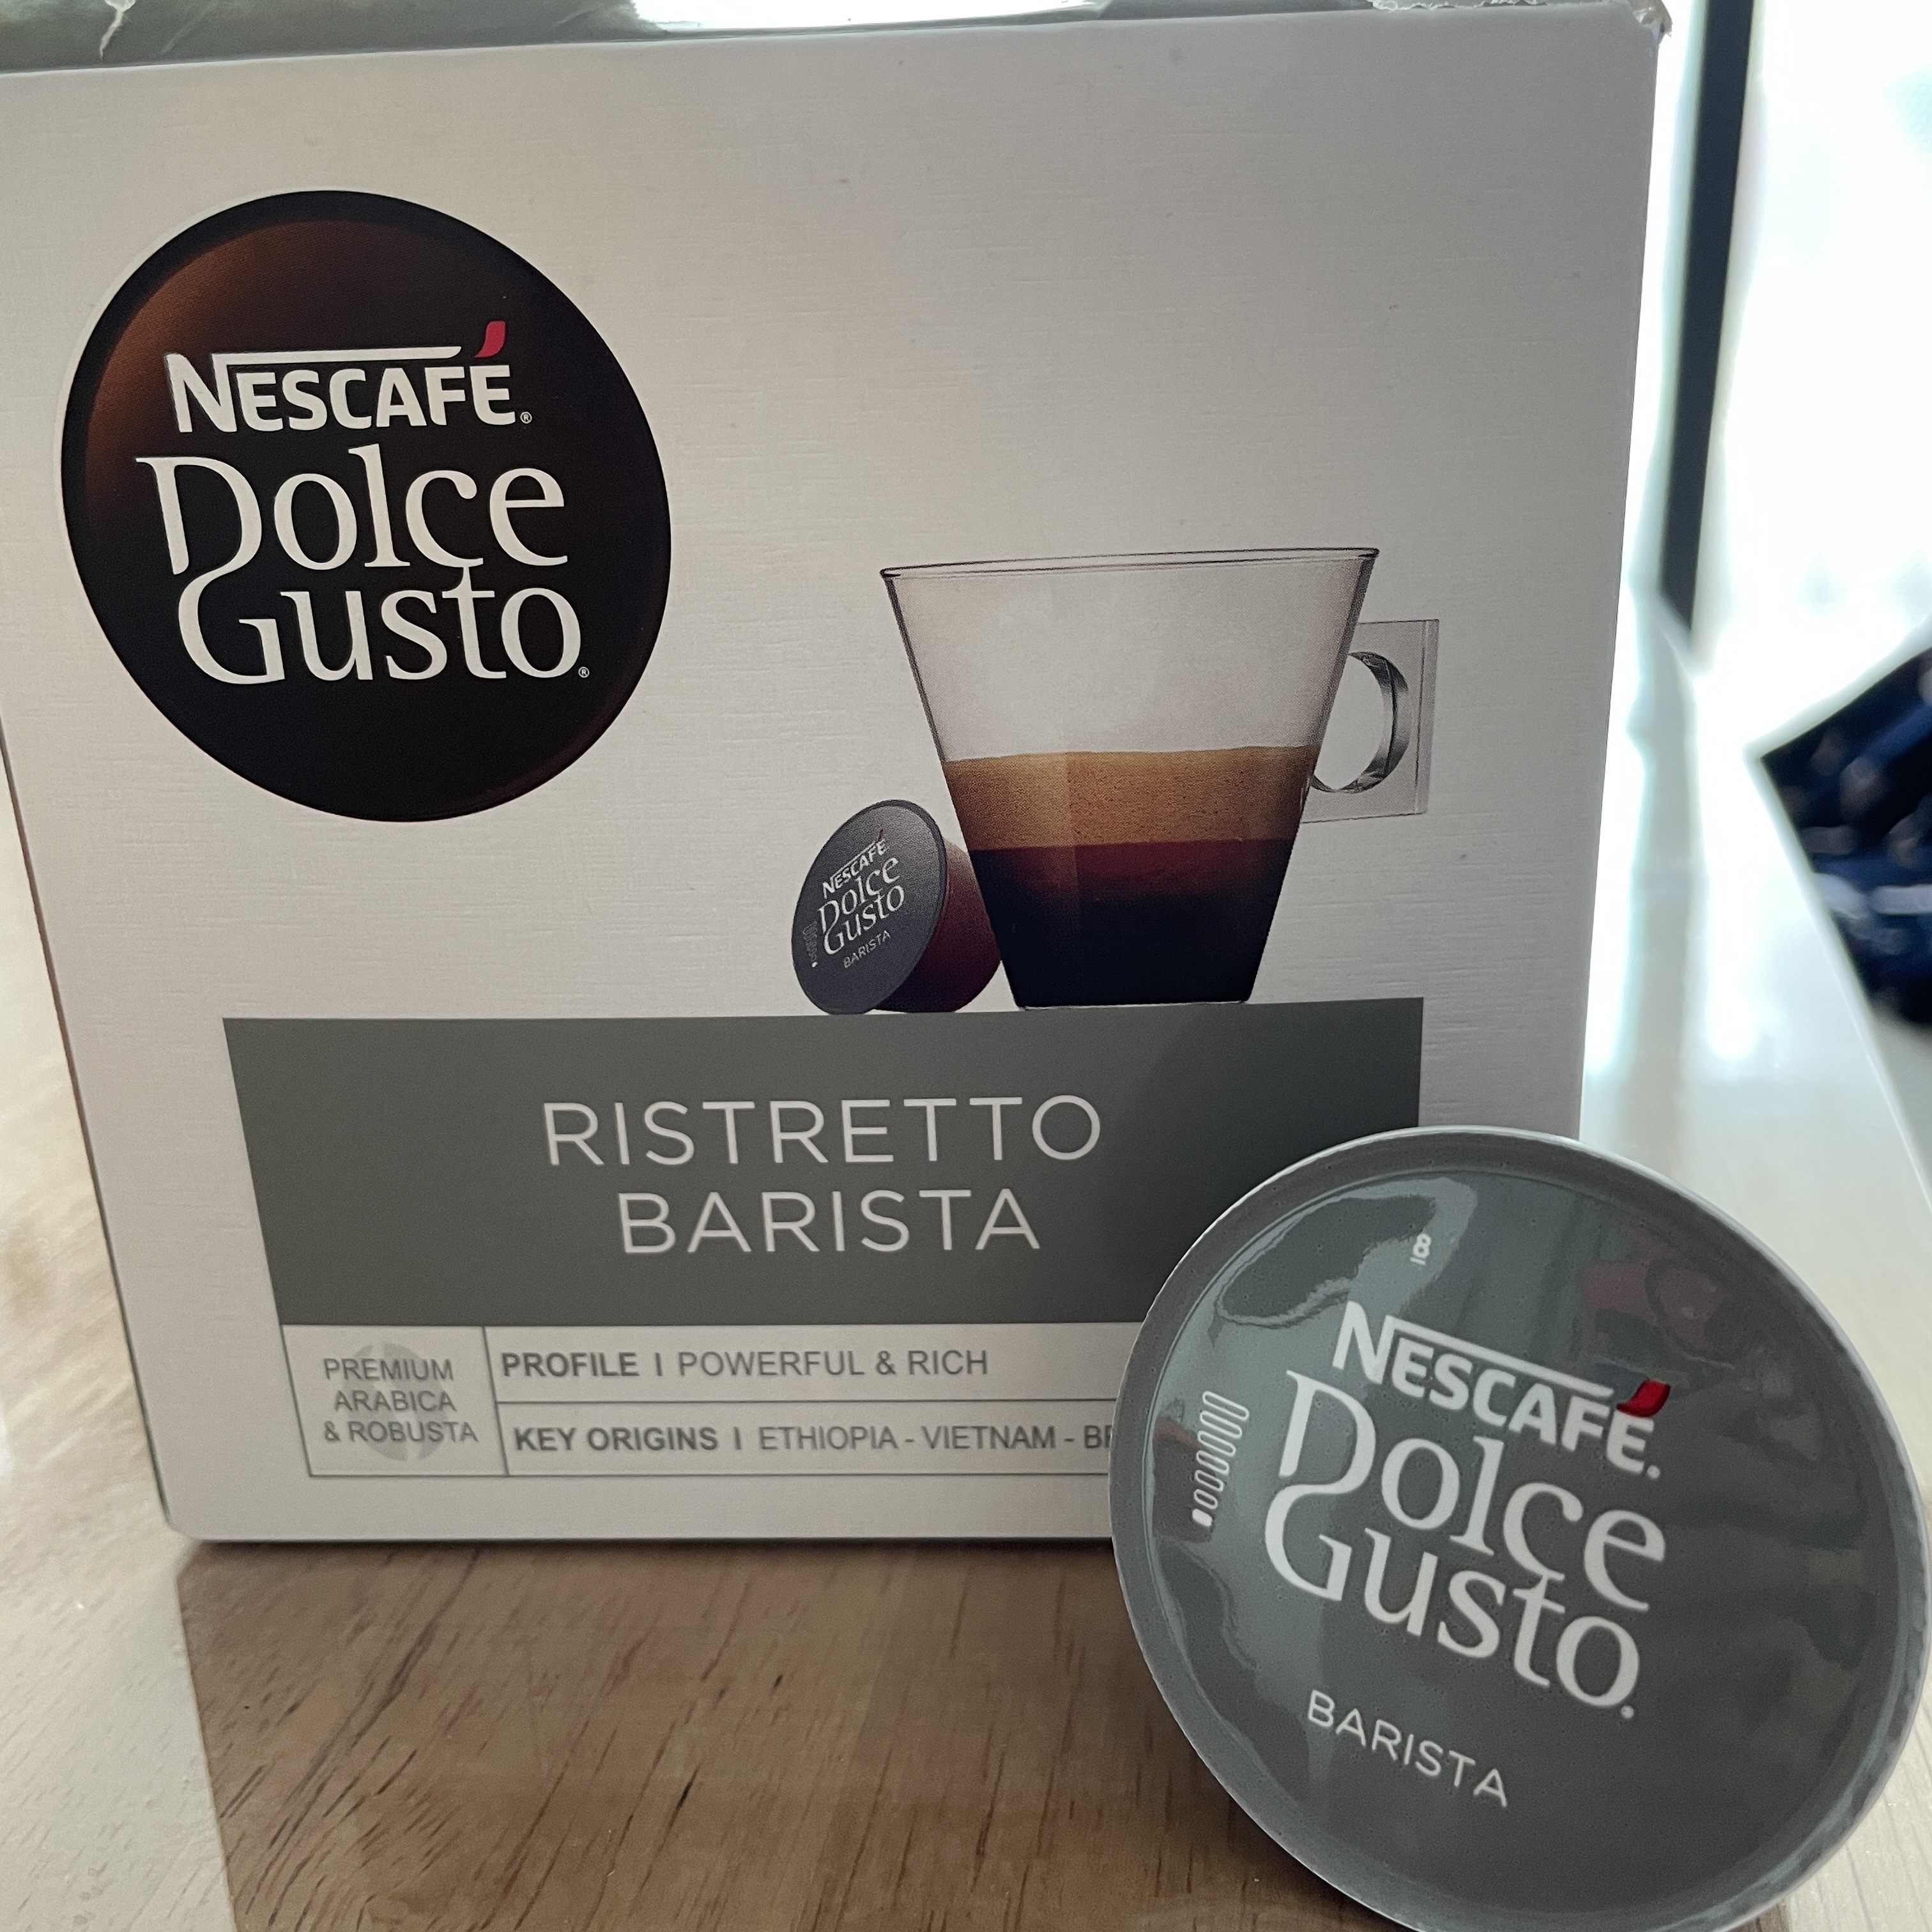 NESCAFÉ®
Dolce
Gusto®
NESCAFÉ
Dolce
Gusto
BARISTA
RISTRETTO
BARISTA
PREMIUM
ARABICA
& ROBUSTA
PROFILE I POWERFUL & RICH
KEY ORIGINS I ETHIOPIA - VIETNAM -
8
NESCAFÉ.
Dolce
Gusto.
BARISTA